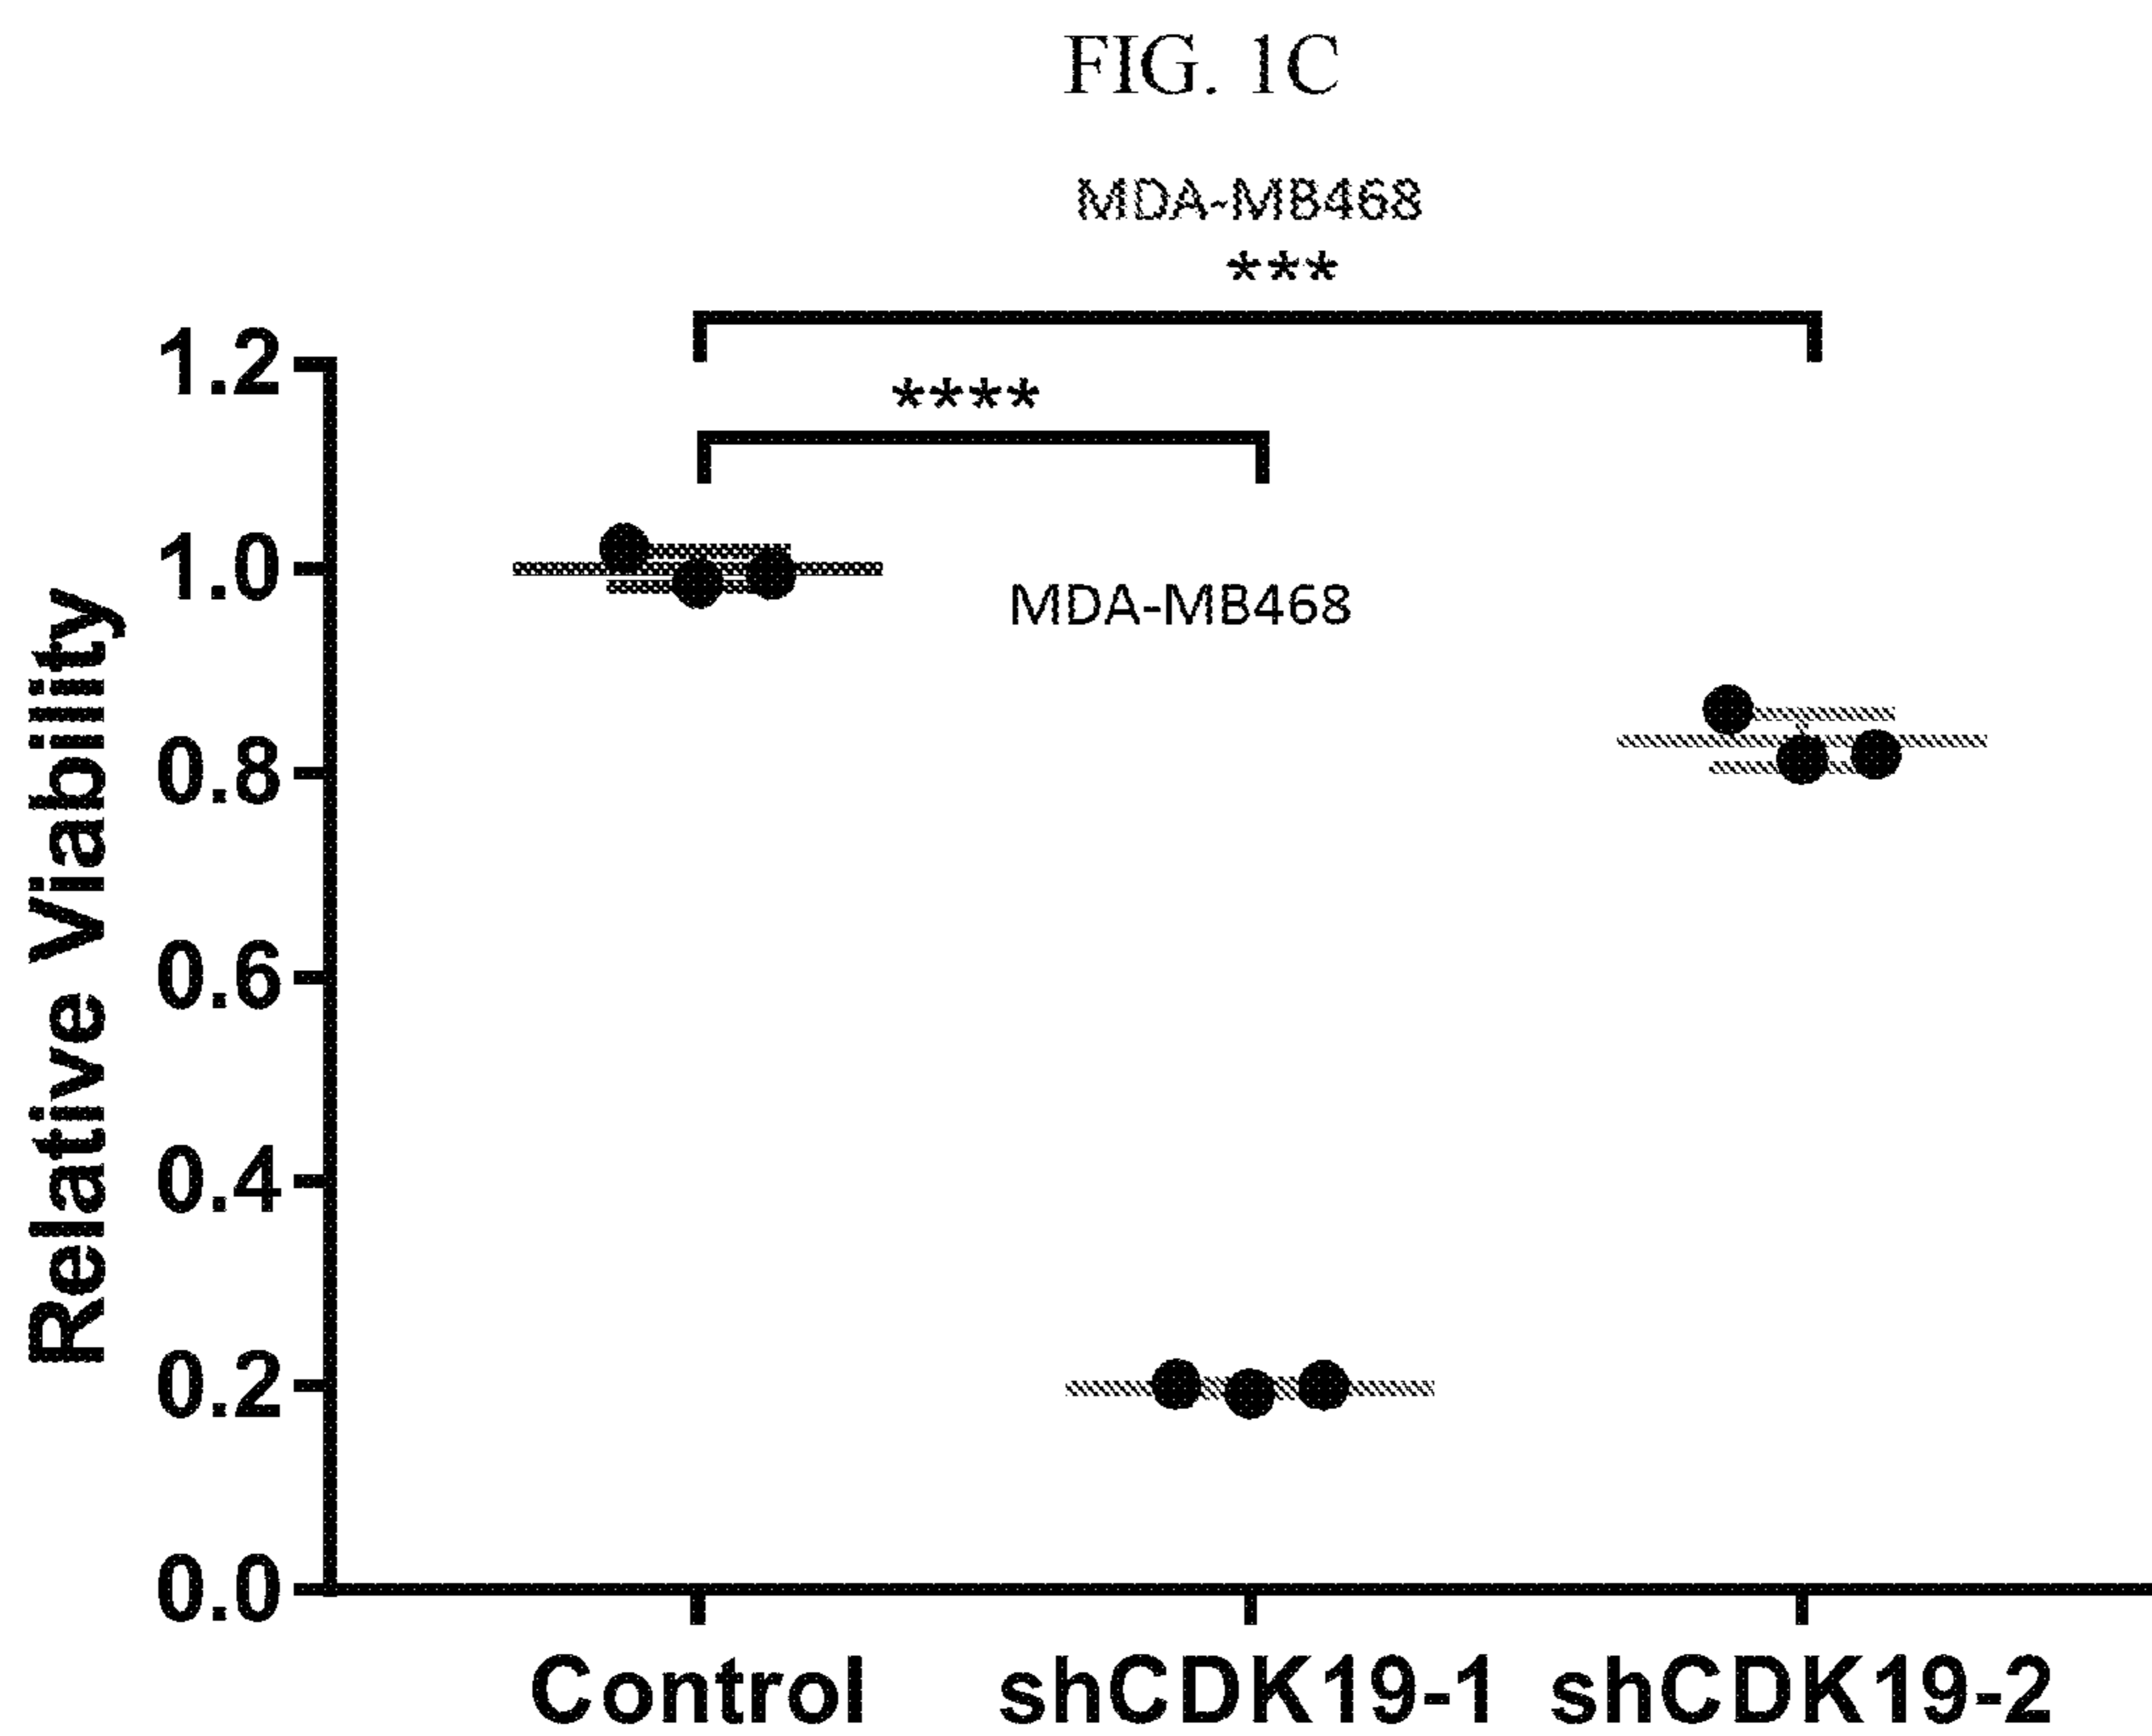 FIG. 1C
MDA-MB468
***
1.2
****
1.0
MDA-MB468
0.8
0.6
0.4
0.2
0.0
Relative Viability
Control shCDK19-1 shCDK19-2